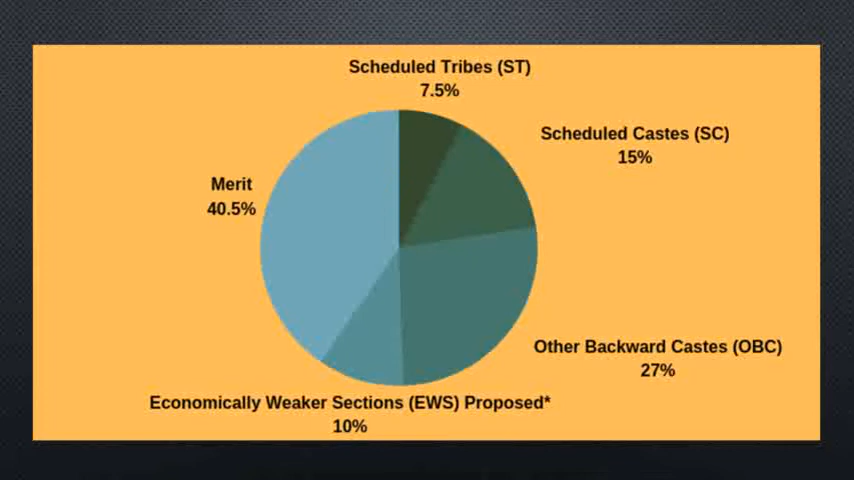 Scheduled Tribes (ST)
7.5%
Scheduled Castes (SC)
15%
Merit
40.5%
Other Backward Castes (OBC)
27%
Economically Weaker Sections (EWS) Proposed*
10%